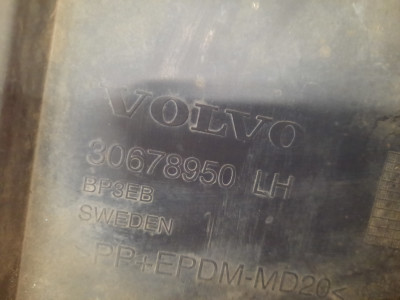 VOLVO
30678950 LH
BP3EB
SWEDEN
>PP+EPDM-MD20<